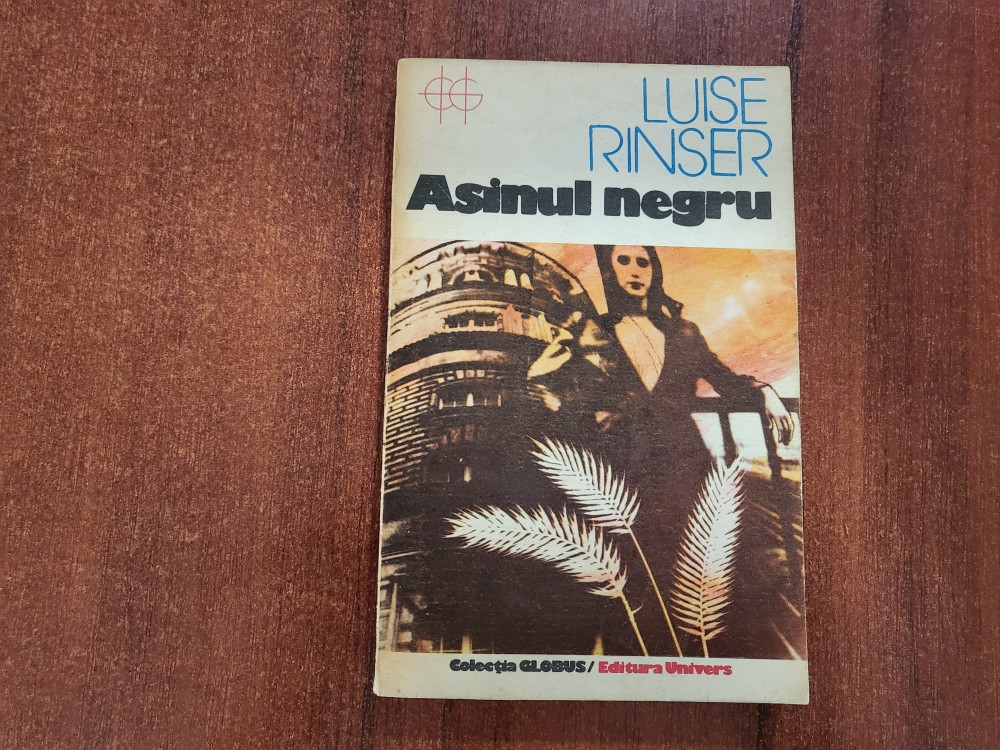 LUISE
RINSER
Asinul negru
Colecția GLOBUS / Editura Univers